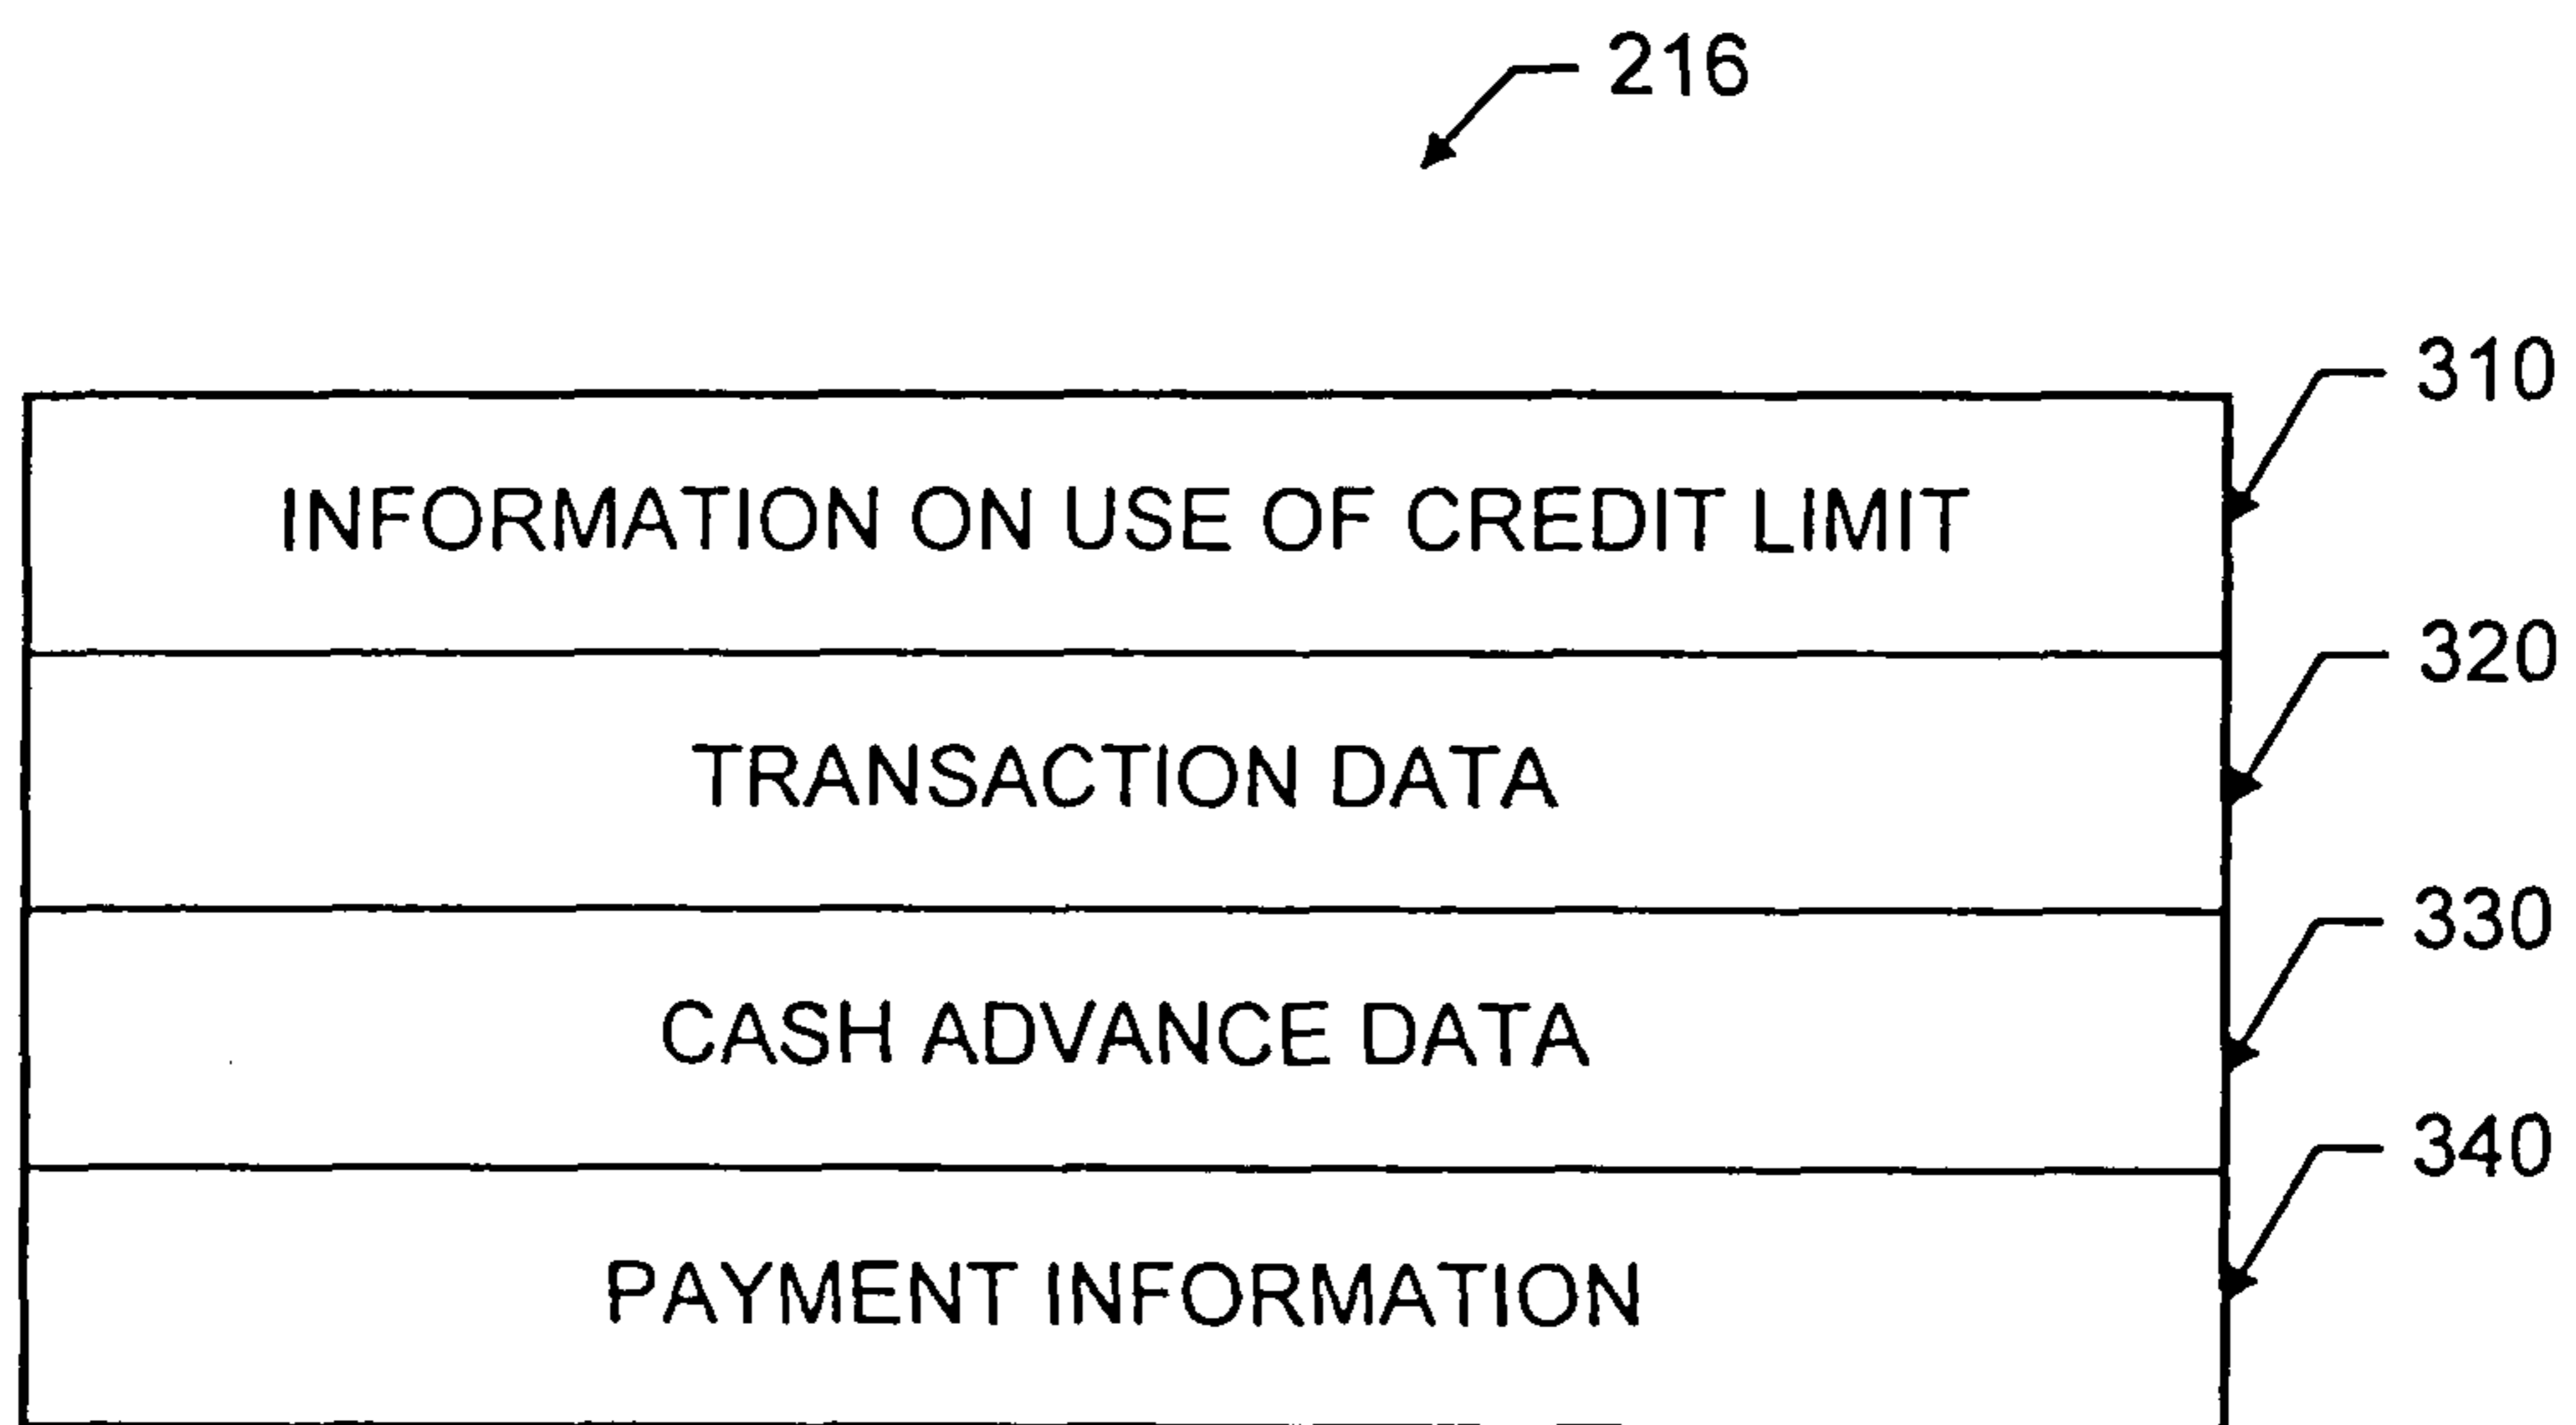 216
310
INFORMATION ON USE OF CREDIT LIMIT
320
TRANSACTION DATA
330
CASH ADVANCE DATA
340
PAYMENT INFORMATION